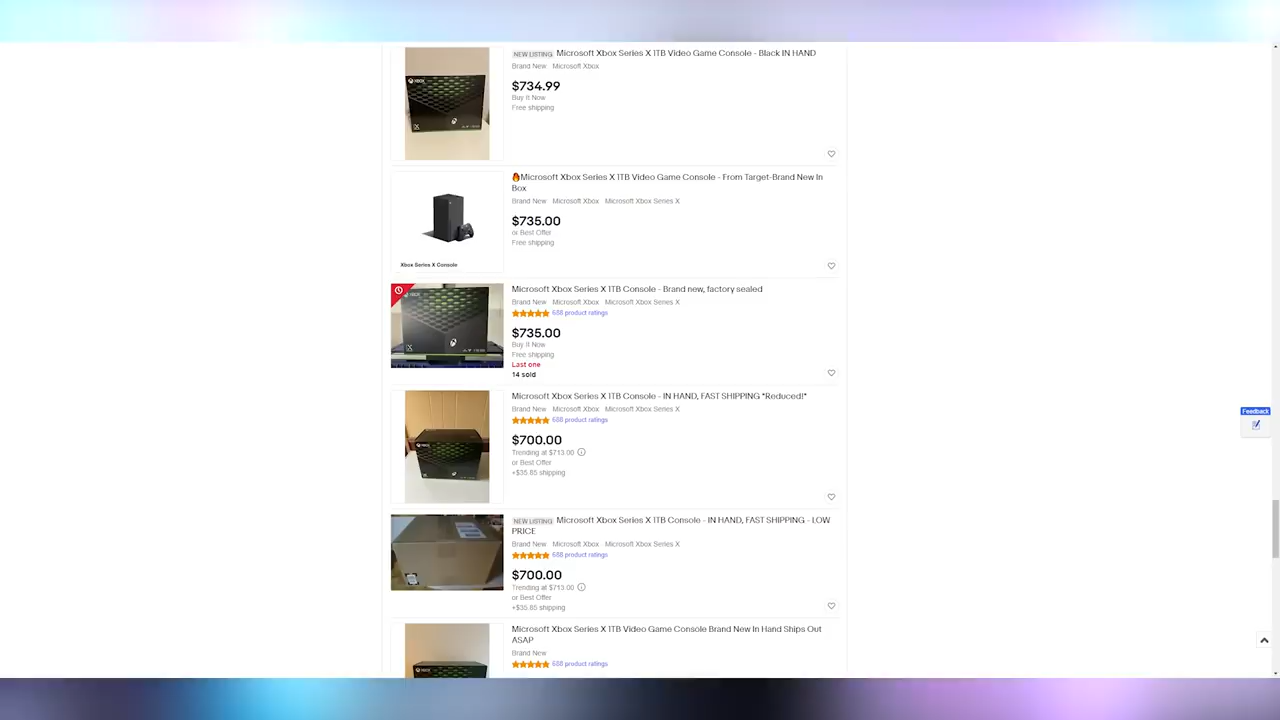 NEW LISTING Microsoft Xbox Series X 1TB Video Game Console - Black IN HAND
Brand New Microsoft Xbox
$734.99
Buy It Now
Free shipping
XBOX
Microsoft Xbox Series X 1TB Video Game Console - From Target-Brand New In
Box
Brand New Microsoft Xbox Microsoft Xbox Series X
$735.00
or Best Offer
Free shipping
Xbox Series X Console
Microsoft Xbox Series X 1TB Console - Brand new, factory sealed
Brand New Microsoft Xbox Microsoft Xbox Series X
688 product ratings
$735.00
Buy It Now
Free shipping
Last one
14 sold
XBOX
Microsoft Xbox Series X 1TB Console - IN HAND, FAST SHIPPING *Reduced!*
Brand New Microsoft Xbox Microsoft Xbox Series X
688 product ratings
$700.00
Trending at $713.00
or Best Offer
+$35.85 shipping
XBOX
Feedback
NEW LISTING Microsoft Xbox Series X 1TB Console - IN HAND, FAST SHIPPING - LOW
PRICE
Brand New Microsoft Xbox Microsoft Xbox Series X
688 product ratings
$700.00
Trending at $713.00
or Best Offer
+$35.85 shipping
Microsoft Xbox Series X 1TB Video Game Console Brand New In Hand Ships Out
ASAP
Brand New
688 product ratings
XBOX